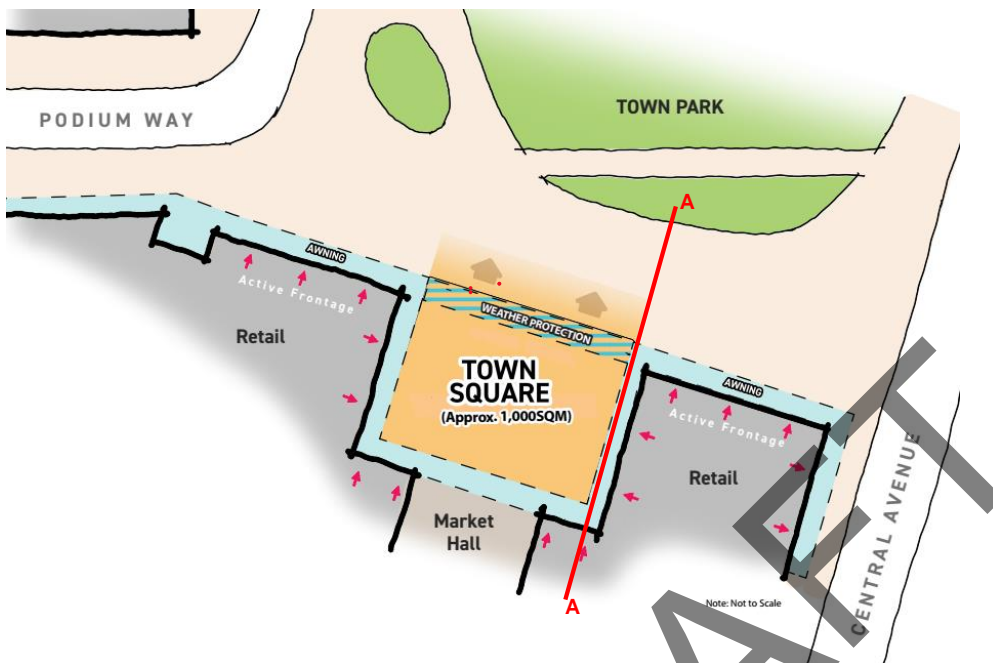 PODIUM WAY
TOWN PARK
A
AWNING
Active Frontage
Retail
WEATHER PROTECTION
TOWN
SQUARE
(Approx. 1,000SQM)
AWNING
Active Frontage
Retail
Market
Hall
CENTRAL AVENUE
A
Note: Not to Scale